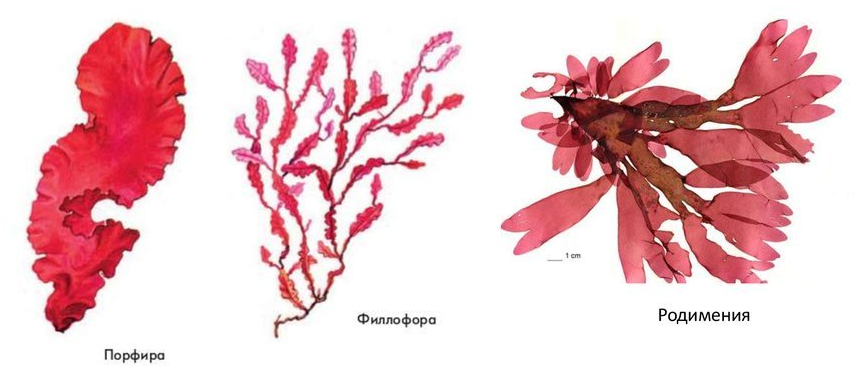 Порфира
Филлофора
1 cm
Родимения